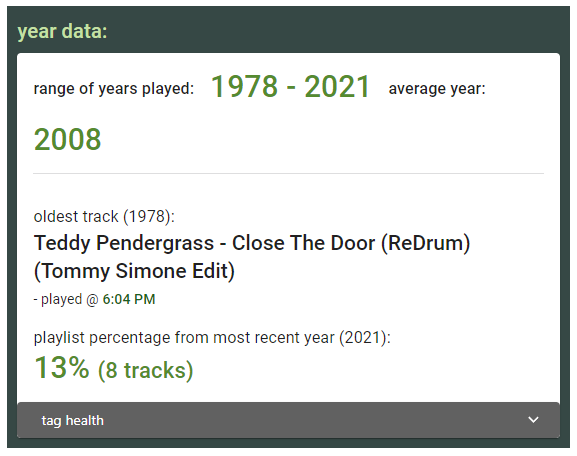 year data:
range of years played: 1978 - 2021 average year:
2008
oldest track (1978):
Teddy Pendergrass - Close The Door (ReDrum)
(Tommy Simone Edit)
- played @ 6:04 PM
playlist percentage from most recent year (2021):
13% (8 tracks)
tag health